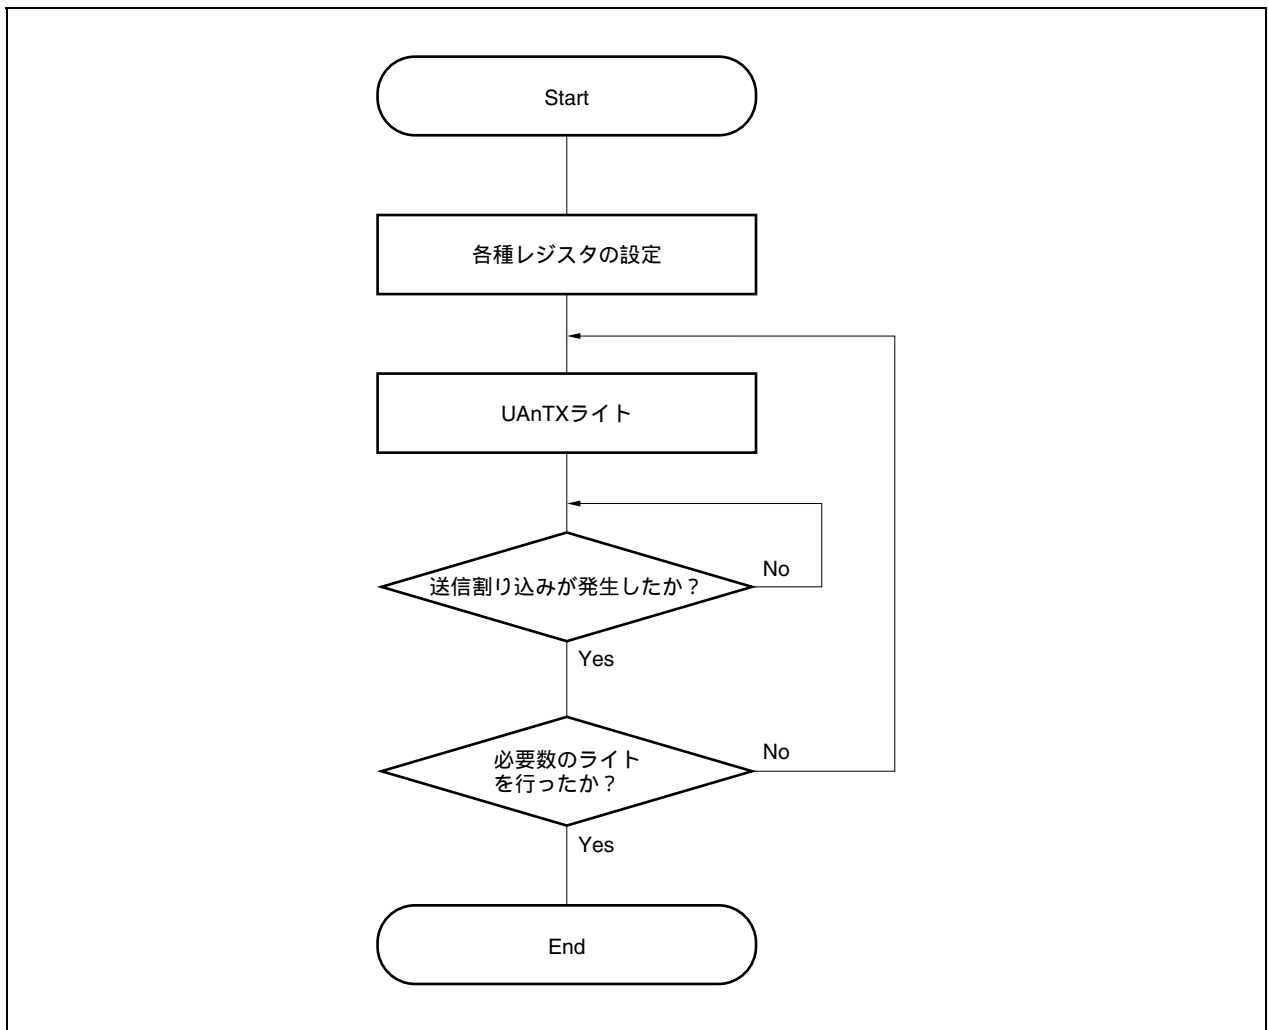 Start
各種レジスタの設定
UAnTXライト
送信割り込みが発生したか？
No
Yes
必要数のライト
を行ったか？
No
Yes
End